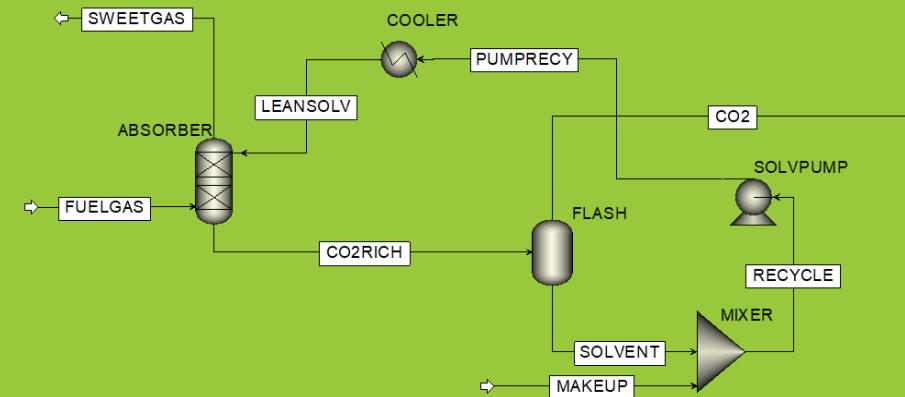 SWEETGAS
COOLER
PUMPRECY
LEANSOLV
CO2
ABSORBER
SOLVPUMP
FUELGAS
FLASH
CO2RICH
RECYCLE
MIXER
SOLVENT
MAKEUP